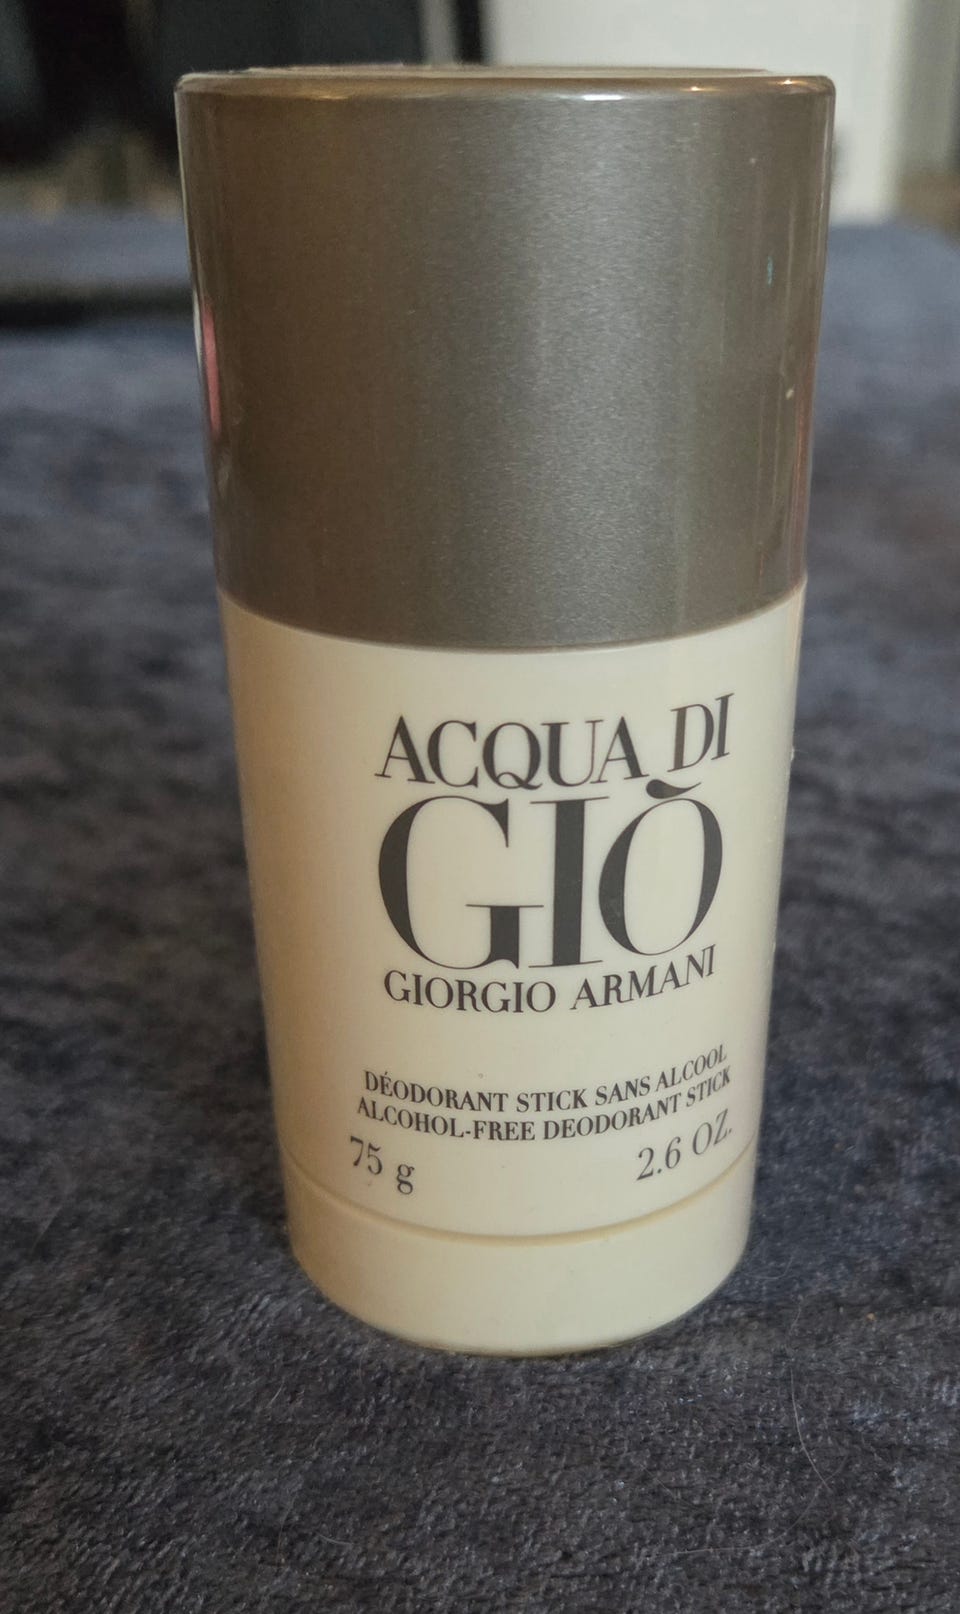 ACQUA DI
GIÒ
GIORGIO ARMANI
DÉODORANT STICK SANS ALCOOL
ALCOHOL-FREE DEODORANT STICK
75 g 2.6 OZ.